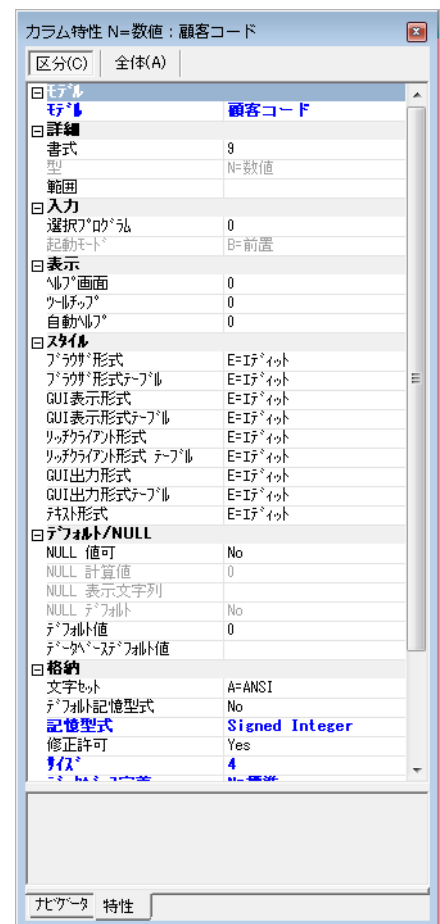 カラム特性 N=数値：顧客コード
区分(C) 全体(A)
ﾓﾃﾞﾙ
ﾓﾃﾞﾙ 顧客コード
詳細
書式 9
型 N=数値
範囲
入力
選択ﾌﾟﾛｸﾞﾗﾑ 0
起動ﾓｰﾄﾞ B=前置
表示
ﾍﾙﾌﾟ画面 0
ﾂｰﾙﾁｯﾌﾟ 0
自動ﾍﾙﾌﾟ 0
ｽﾀｲﾙ
ﾌﾞﾗｳｻﾞ形式 E=ｴﾃﾞｨｯﾄ
ﾌﾞﾗｳｻﾞ形式ﾃｰﾌﾞﾙ E=ｴﾃﾞｨｯﾄ
GUI表示形式 E=ｴﾃﾞｨｯﾄ
GUI表示形式ﾃｰﾌﾞﾙ E=ｴﾃﾞｨｯﾄ
ﾘｯﾁｸﾗｲｱﾝﾄ形式 E=ｴﾃﾞｨｯﾄ
ﾘｯﾁｸﾗｲｱﾝﾄ形式 ﾃｰﾌﾞﾙ E=ｴﾃﾞｨｯﾄ
GUI出力形式 E=ｴﾃﾞｨｯﾄ
GUI出力形式ﾃｰﾌﾞﾙ E=ｴﾃﾞｨｯﾄ
ﾃｷｽﾄ形式 E=ｴﾃﾞｨｯﾄ
ﾃﾞﾌｫﾙﾄ/NULL
NULL 値可 No
NULL 計算値 0
NULL 表示文字列
NULL ﾃﾞﾌｫﾙﾄ No
ﾃﾞﾌｫﾙﾄ値 0
ﾃﾞｰﾀﾍﾞｰｽﾃﾞﾌｫﾙﾄ値
格納
文字ｾｯﾄ A=ANSI
ﾃﾞﾌｫﾙﾄ記憶型式 No
記憶型式 Signed Integer
修正許可 Yes
ｻｲｽﾞ 4
ﾃﾞｰﾀﾍﾞｰｽ定義 N=標準
ﾅﾋﾞｹﾞｰﾀ 特性